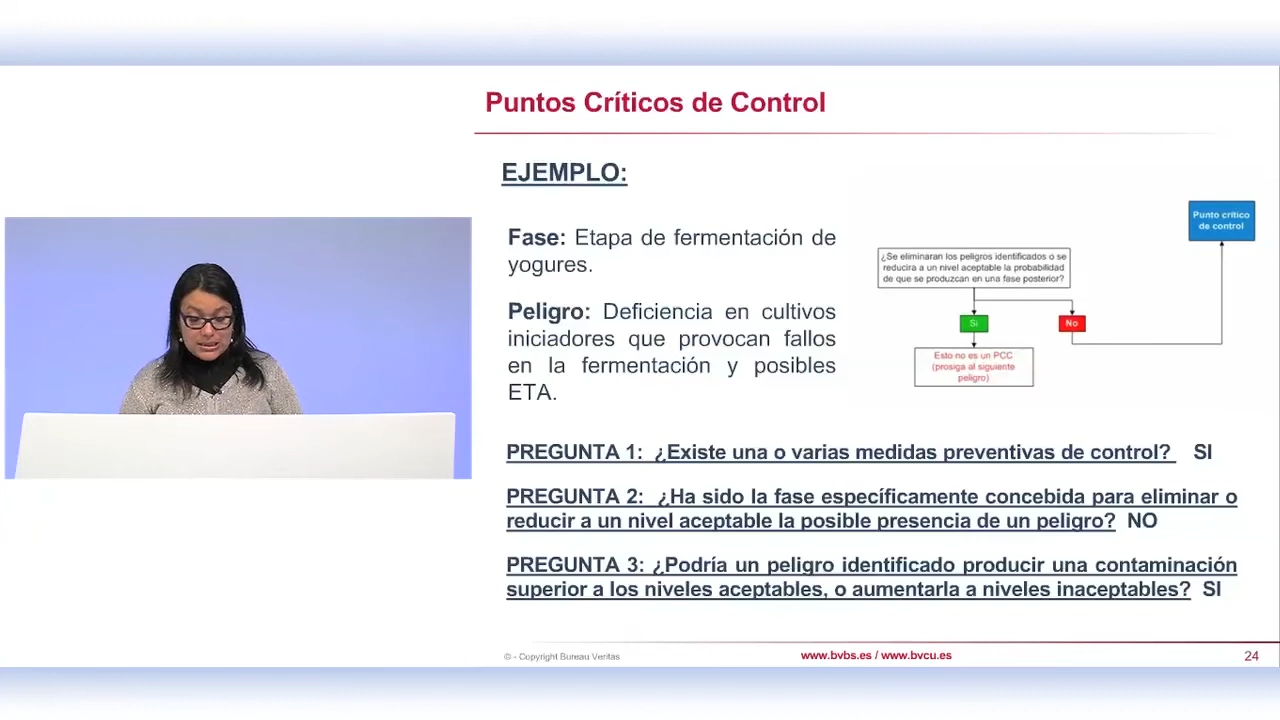 Puntos Críticos de Control
EJEMPLO:
Fase: Etapa de fermentación de
yogures.
Peligro: Deficiencia en cultivos
iniciadores que provocan fallos
en la fermentación y posibles
ETA.
Punto crítico
de control
¿Se eliminaran los peligros identificados o se
reducira a un nivel aceptable la probabilidad
de que se produzcan en una fase posterior?
Si
No
Esto no es un PCC
(prosiga al siguiente
peligro)
PREGUNTA 1: ¿Existe una o varias medidas preventivas de control? SI
PREGUNTA 2: ¿Ha sido la fase específicamente concebida para eliminar o
reducir a un nivel aceptable la posible presencia de un peligro? NO
PREGUNTA 3: ¿Podría un peligro identificado producir una contaminación
superior a los niveles aceptables, o aumentarla a niveles inaceptables? SI
© - Copyright Bureau Veritas
www.bvbs.es / www.bvcu.es
24